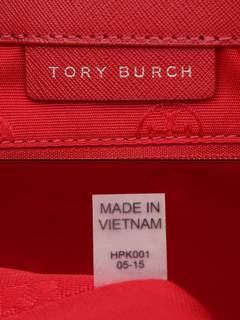 TORY BURCH
MADE IN
VIETNAM
HPK001
05-15